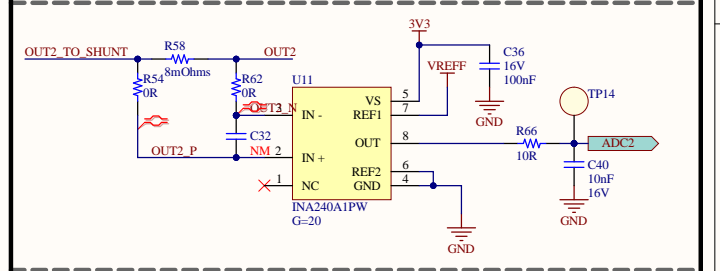 3V3
OUT2_TO_SHUNT
R58
8mOhms
OUT2
C36
16V
100nF
GND
VREFF
R54
0R
R62
0R
U11
OUT2_N
3
IN -
VS
5
REF1
7
TP14
C32
OUT
8
R66
10R
ADC2
OUT2_P
NM
2
IN +
REF2
6
C40
10nF
16V
1
NC
GND
4
INA240A1PW
G=20
GND
GND